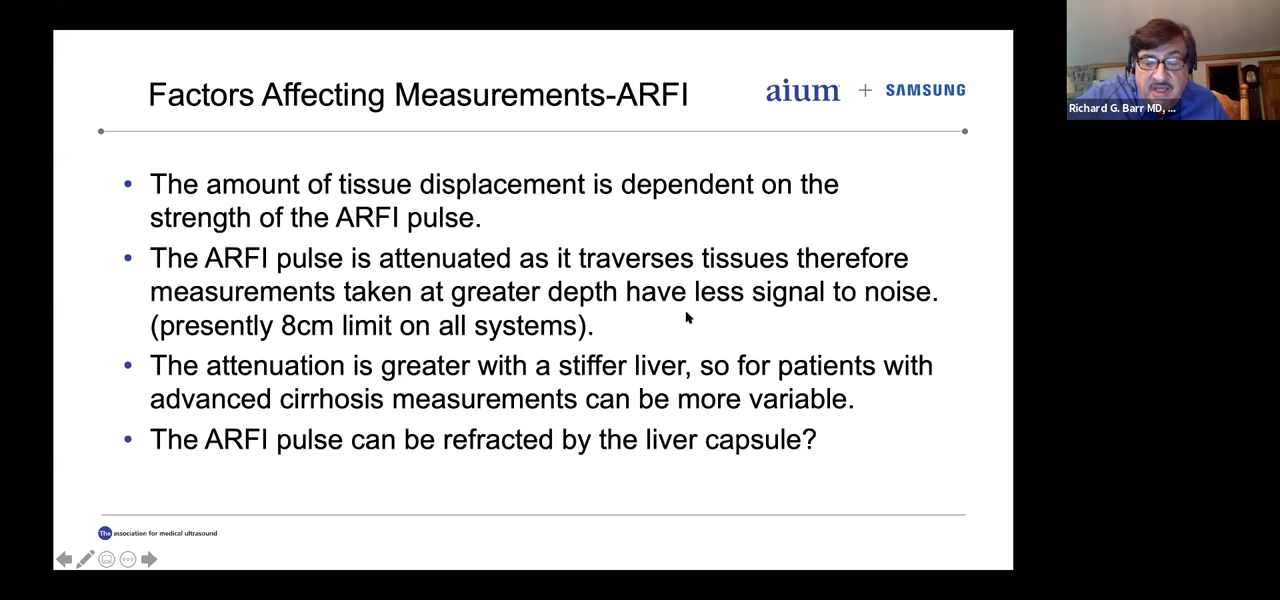 Factors Affecting Measurements-ARFI
aium + SAMSUNG
• The amount of tissue displacement is dependent on the
strength of the ARFI pulse.
• The ARFI pulse is attenuated as it traverses tissues therefore
measurements taken at greater depth have less signal to noise.
(presently 8cm limit on all systems).
• The attenuation is greater with a stiffer liver, so for patients with
advanced cirrhosis measurements can be more variable.
• The ARFI pulse can be refracted by the liver capsule?
The association for medical ultrasound
Richard G. Barr MD, ...